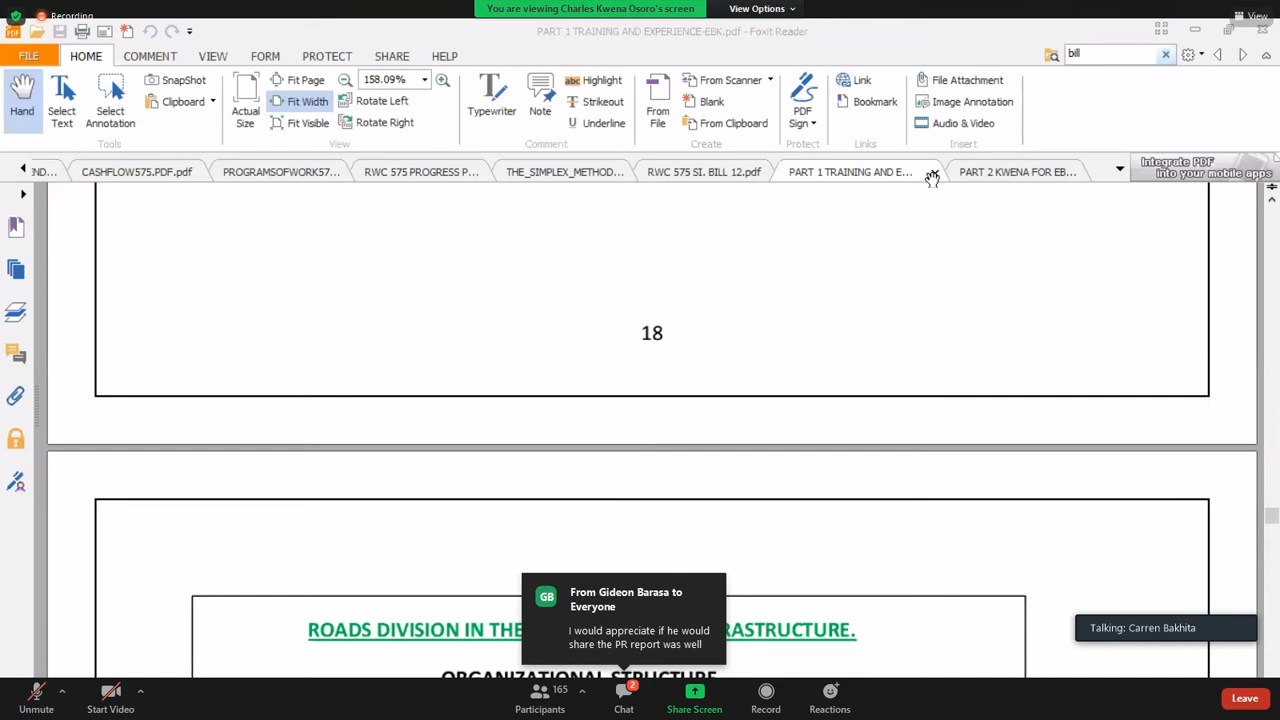 Recording
You are viewing Charles Kwena Osoro's screen
View Options
View
PART 1 TRAINING AND EXPERIENCE-EBK.pdf - Foxit Reader
FILE
HOME
COMMENT
VIEW
FORM
PROTECT
SHARE
HELP
bill
Hand
Select Text
Select Annotation
SnapShot
Clipboard
Tools
Actual Size
Fit Page
Fit Width
Fit Visible
158.09%
Rotate Left
Rotate Right
View
Typewriter
Note
Highlight
Strikeout
Underline
Comment
From File
From Scanner
Blank
From Clipboard
Create
PDF Sign
Protect
Link
Bookmark
Links
File Attachment
Image Annotation
Audio & Video
Insert
END...
CASHFLOW575.PDF.pdf
PROGRAMSOFWORK57...
RWC 575 PROGRESS P...
THE_SIMPLEX_METHOD...
RWC 575 SI. BILL 12.pdf
PART 1 TRAINING AND E...
PART 2 KWENA FOR EB...
Integrate PDF
into your mobile apps
18
ROADS DIVISION IN THE
RASTRUCTURE.
ORGANIZATIONAL STRUCTURE
GB
From Gideon Barasa to
Everyone
I would appreciate if he would
share the PR report was well
Talking: Carren Bakhita
Unmute
Start Video
165
Participants
2
Chat
Share Screen
Record
Reactions
Leave